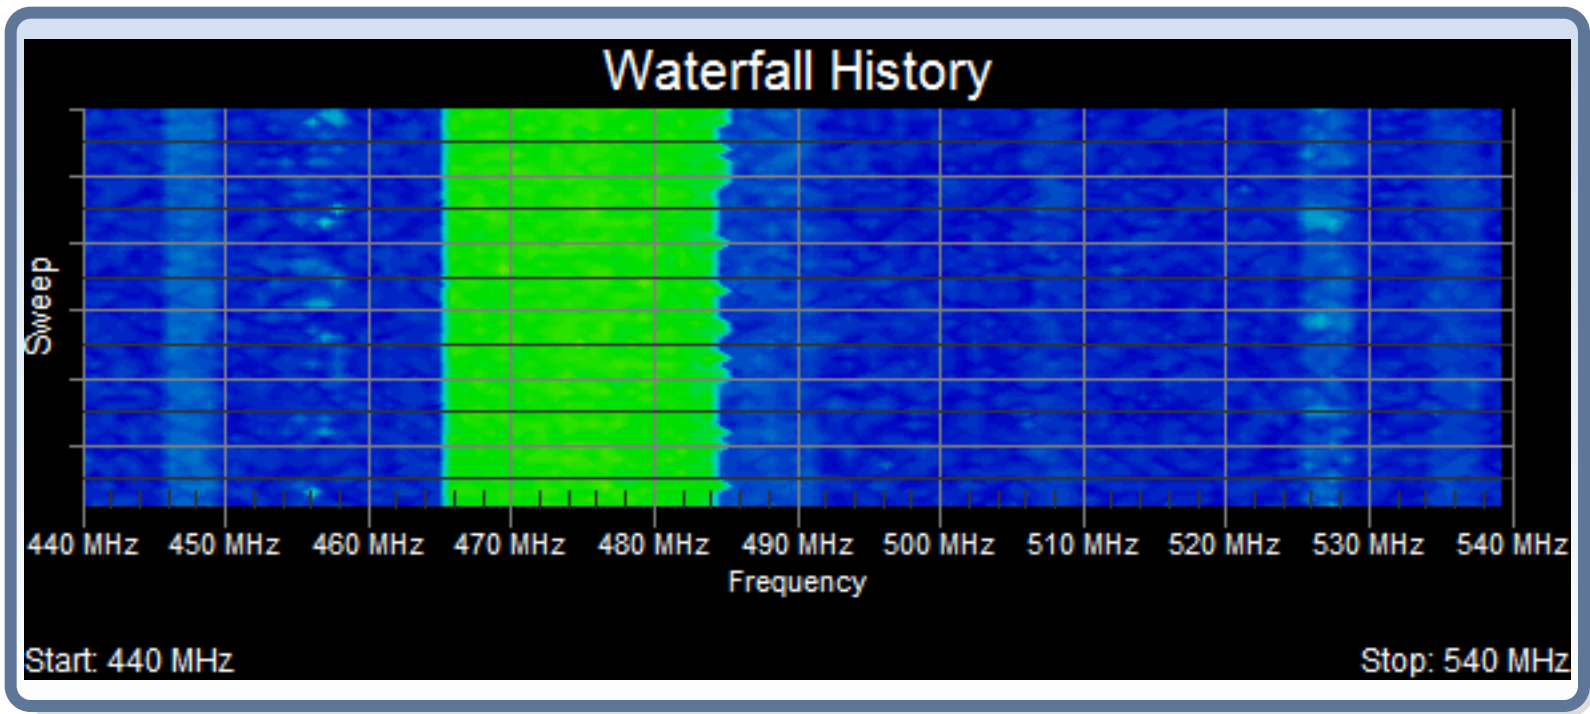 Waterfall History
Sweep
440 MHz 450 MHz 460 MHz 470 MHz 480 MHz 490 MHz 500 MHz 510 MHz 520 MHz 530 MHz 540 MHz
Frequency
Start: 440 MHz Stop: 540 MHz